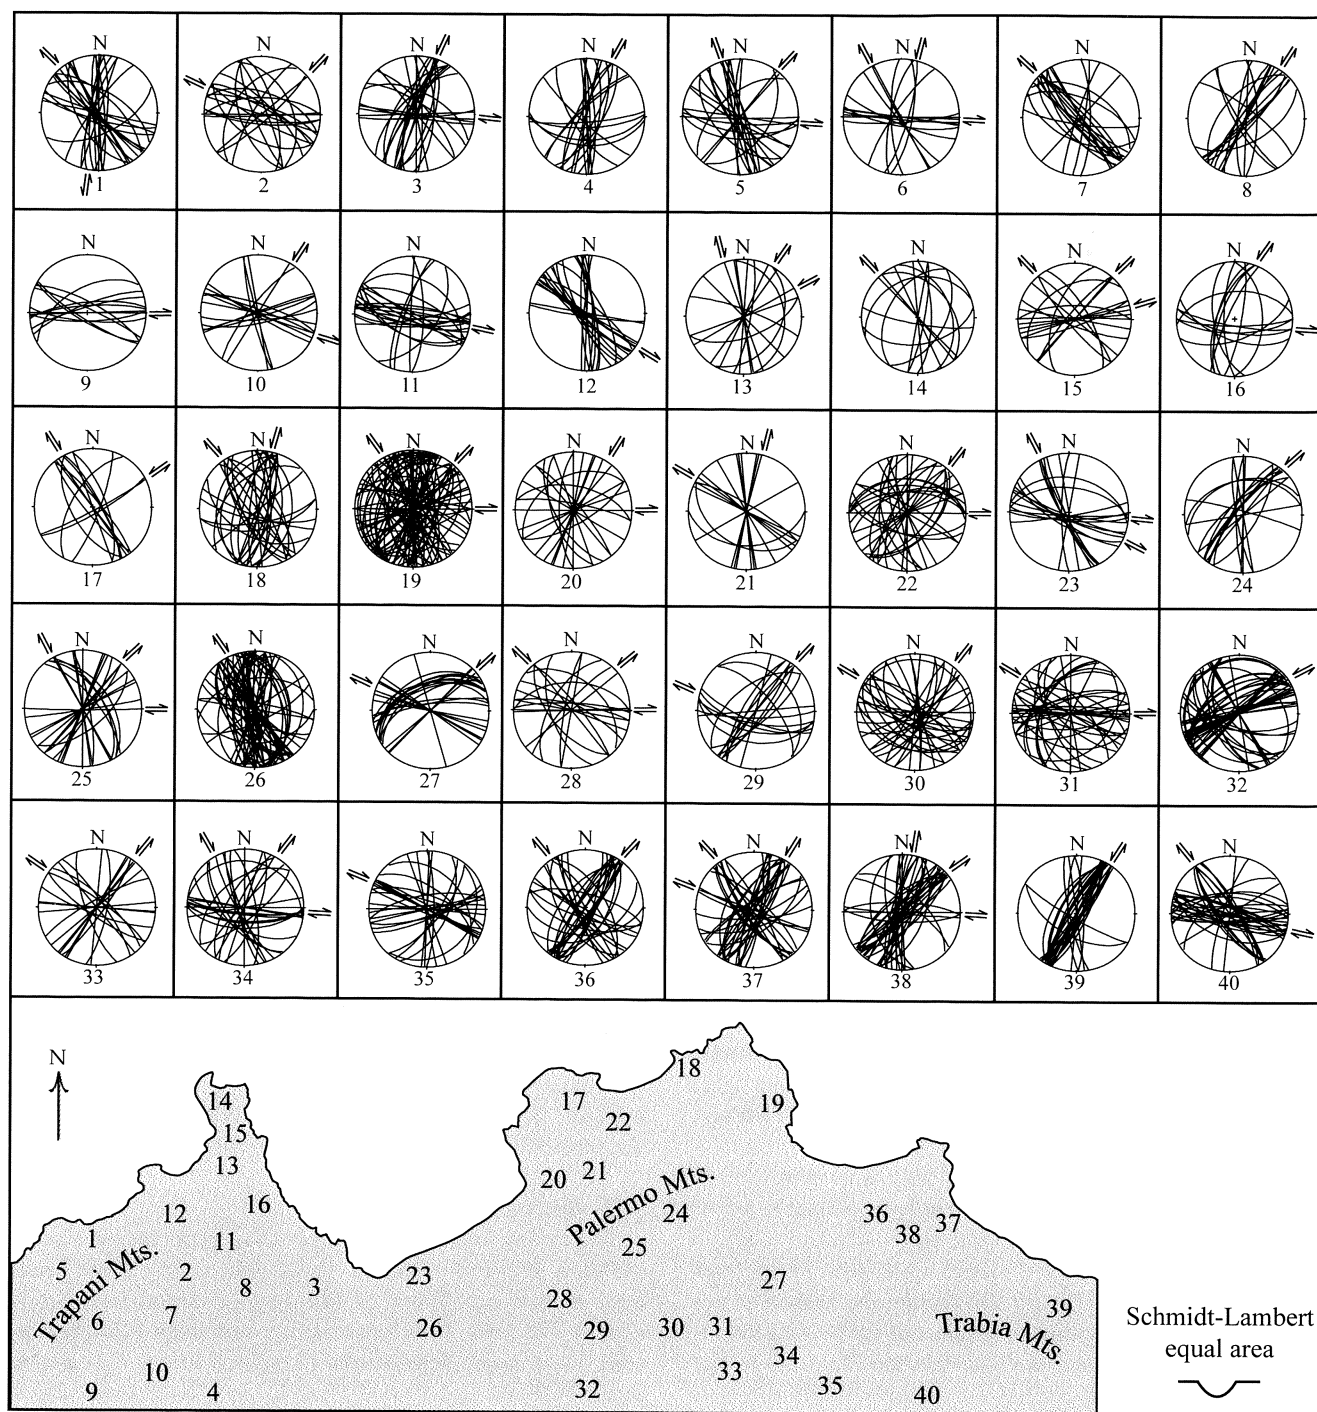 N N N N N N N N
1 2 3 4 5 6 7 8
N N N N N N N N
9 10 11 12 13 14 15 16
N N N N N N N N
17 18 19 20 21 22 23 24
N N N N N N N N
25 26 27 28 29 30 31 32
N N N N N N N N
33 34 35 36 37 38 39 40
N
18
14 17 19
22
15
13 21
20
Palermo Mts.
16
12 24 36 37
38
1 11 25
Trapani Mts.
5 2 23 27
8 3
28
39
7
6 26 29 30 31 Trabia Mts.
Schmidt-Lambert
equal area
34
10 33
9 4 32 35 40